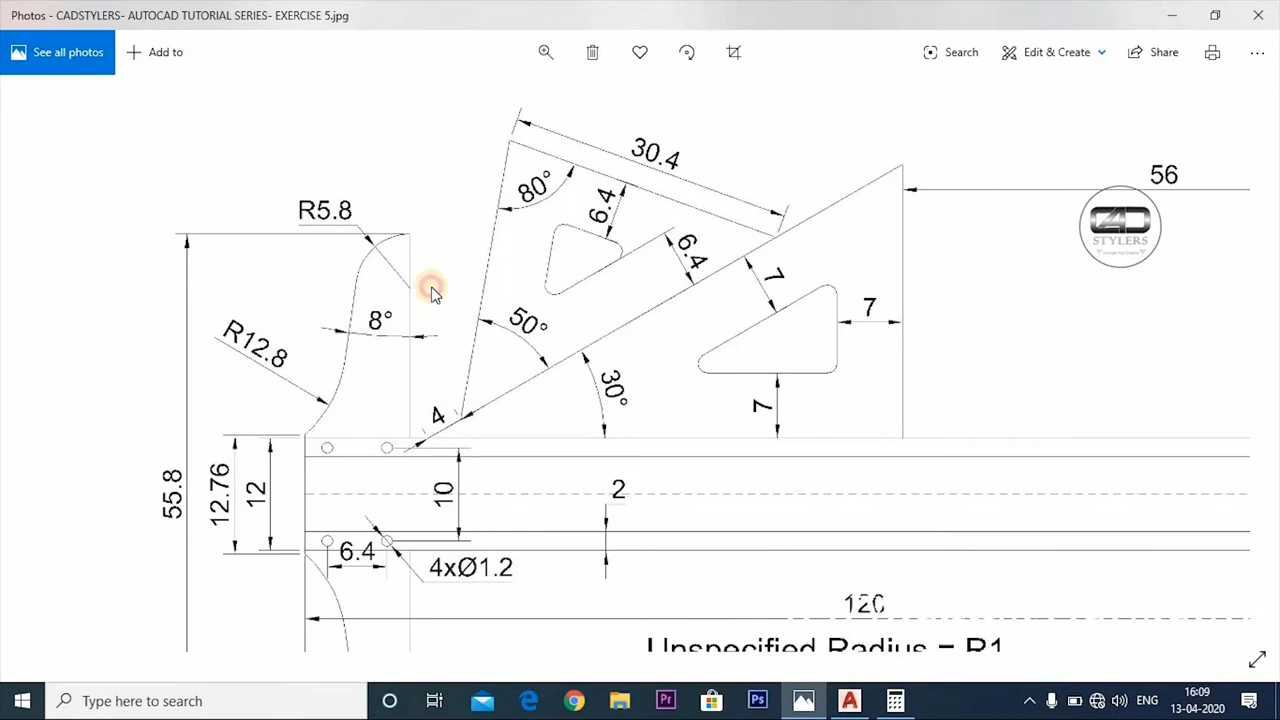 Photos - CADSTYLERS- AUTOCAD TUTORIAL SERIES- EXERCISE 5.jpg
See all photos
Add to
Search
Edit & Create
Share
30.4
56
80°
6.4
R5.8
6.4
CAD
STYLERS
7
8°
50°
7
R12.8
30°
4
7
55.8
12.76
12
10
2
6.4
4xØ1.2
120
Unspecified Radius = R1
Type here to search
Pr
Ps
ENG
16:09
13-04-2020